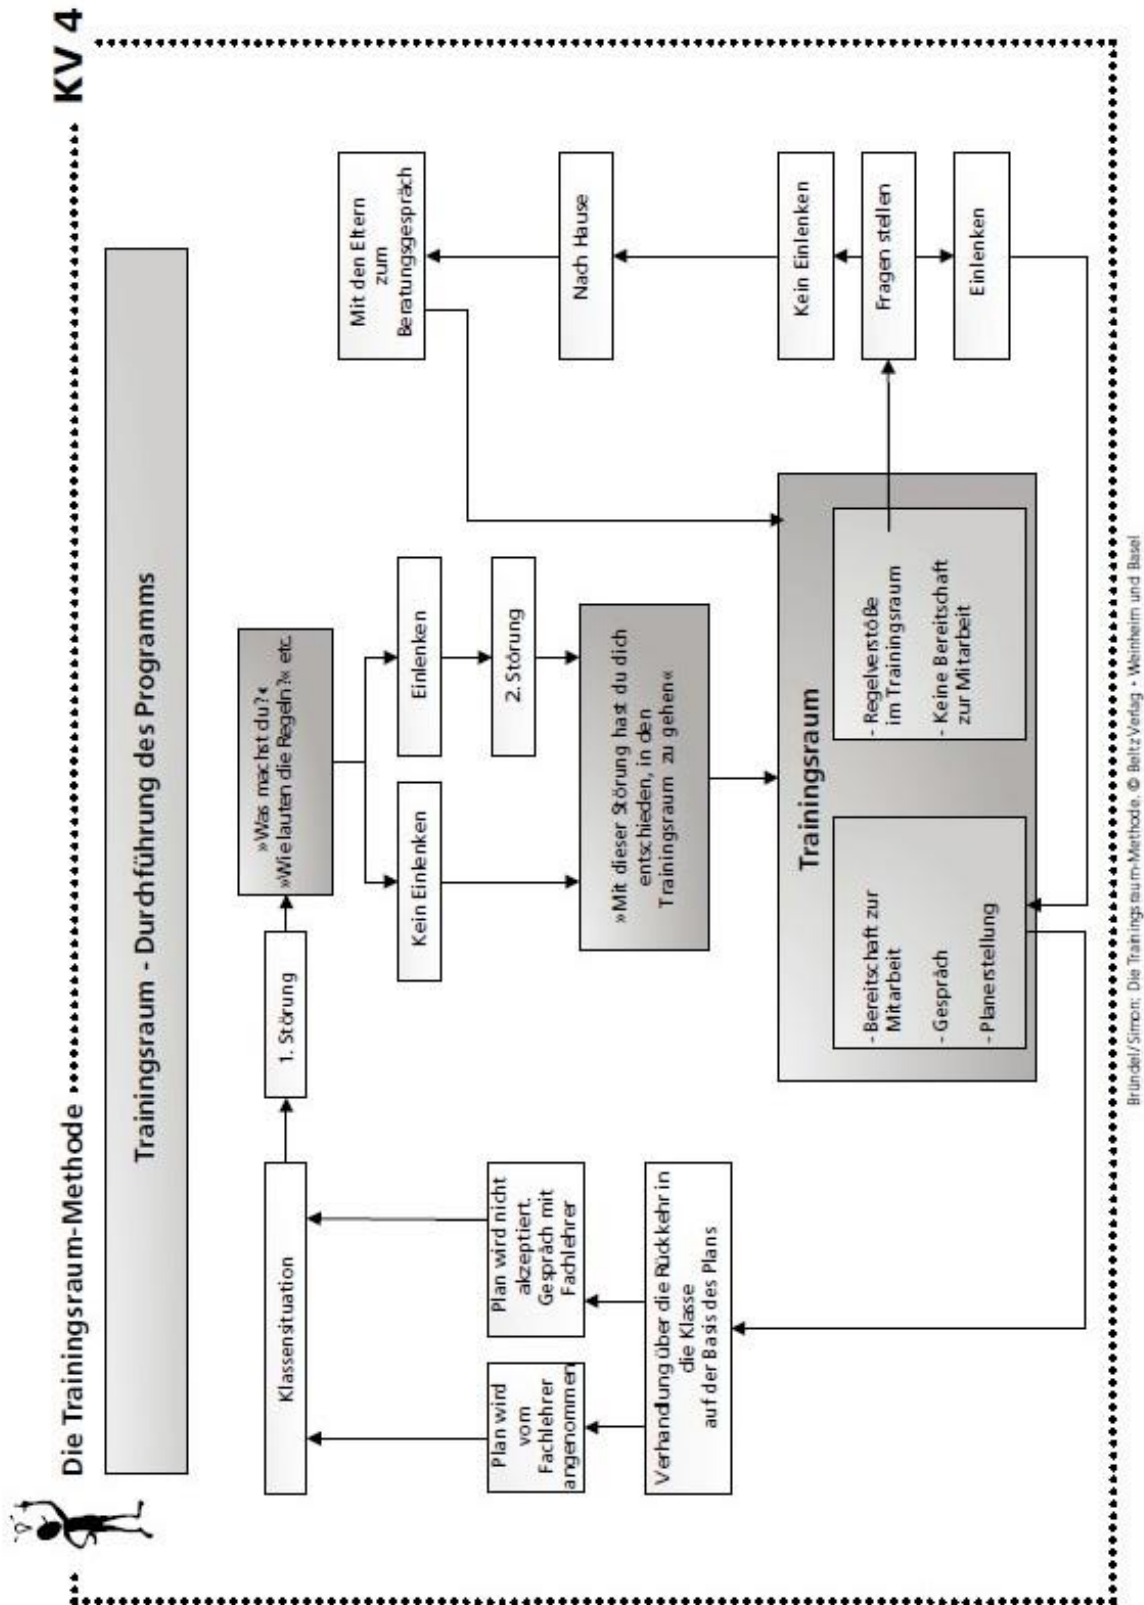 Die Trainingsraum-Methode
KV 4
Trainingsraum - Durchführung des Programms
Klassensituation
1. Störung
»Was machst du?«
»Wie lauten die Regeln?« etc.
Kein Einlenken
Einlenken
2. Störung
»Mit dieser Störung hast du dich
entschieden, in den
Trainingsraum zu gehen«
Mit den Eltern
zum
Beratungsgespräch
Nach Hause
Kein Einlenken
Fragen stellen
Einlenken
Plan wird
vom
Fachlehrer
angenommen
Plan wird nicht
akzeptiert.
Gespräch mit
Fachlehrer
Verhandlung über die Rückkehr in
die Klasse
auf der Basis des Plans
Trainingsraum
- Bereitschaft zur
Mitarbeit
- Gespräch
- Planerstellung
- Regelverstöße
im Trainingsraum
- Keine Bereitschaft
zur Mitarbeit
Bründel/Simon: Die Trainingsraum-Methode. © Beltz Verlag • Weinheim und Basel